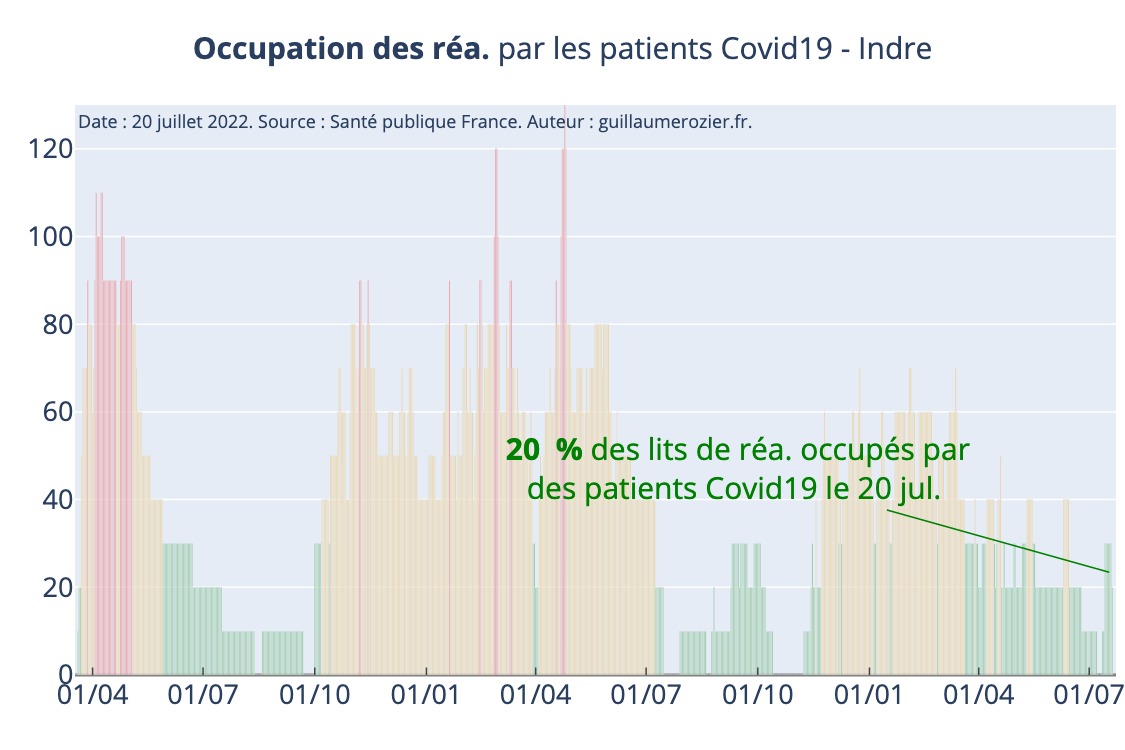 Occupation des réa. par les patients Covid19 - Indre
Date : 20 juillet 2022. Source : Santé publique France. Auteur : guillaumerozier.fr.
120
100
80
60
40
20
0
20 % des lits de réa. occupés par
des patients Covid19 le 20 jul.
01/04 01/07 01/10 01/01 01/04 01/07 01/10 01/01 01/04 01/07